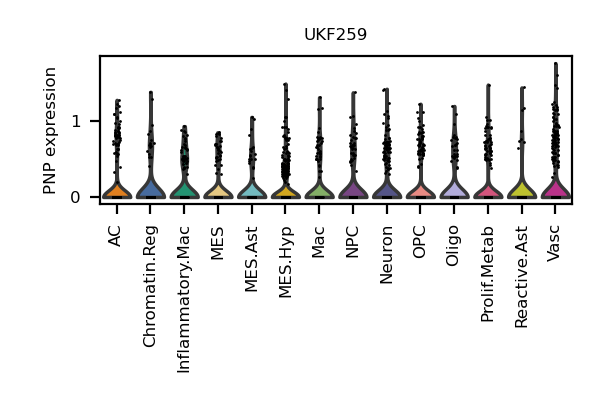 UKF259
PNP expression
1
0
AC
Chromatin.Reg
Inflammatory.Mac
MES
MES.Ast
MES.Hyp
Mac
NPC
Neuron
OPC
Oligo
Prolif.Metab
Reactive.Ast
Vasc